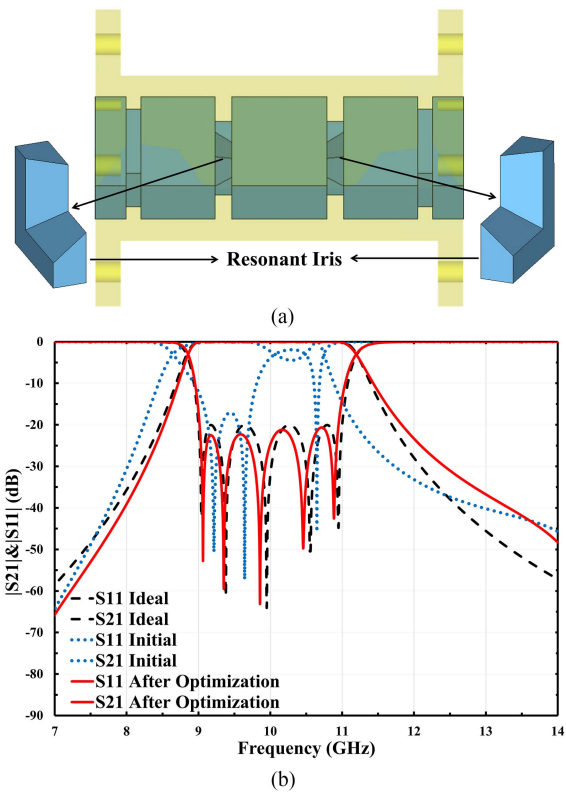 Resonant Iris
(a)
|S21|&|S11| (dB)
0
-10
-20
-30
-40
-50
-60
-70
-80
-90
S11 Ideal
S21 Ideal
S11 Initial
S21 Initial
S11 After Optimization
S21 After Optimization
7
8
9
10
11
12
13
14
Frequency (GHz)
(b)